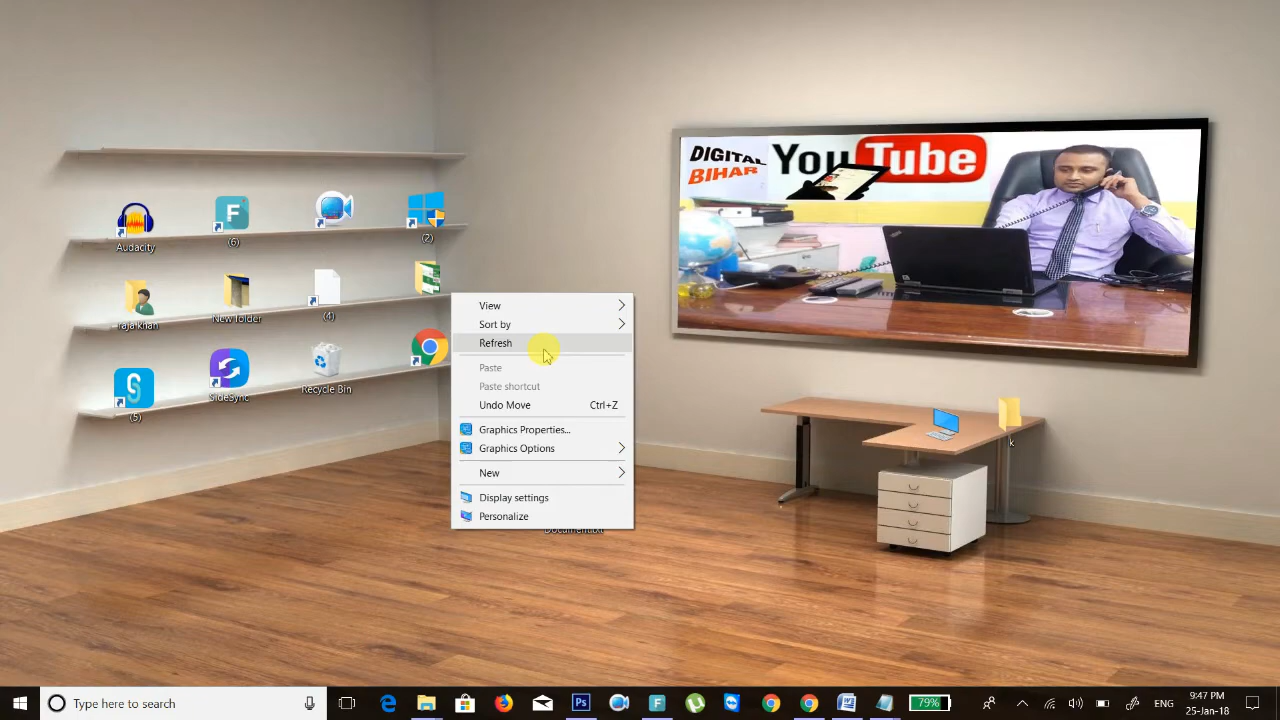 DIGITAL
BIHAR
YouTube
Audacity
(6)
(2)
raja khan
New folder
(4)
(5)
SideSync
Recycle Bin
View
Sort by
Refresh
Paste
Paste shortcut
Undo Move Ctrl+Z
Graphics Properties...
Graphics Options
New
Display settings
Personalize
k
Type here to search
Ps
79%
ENG
9:47 PM
25-Jan-18